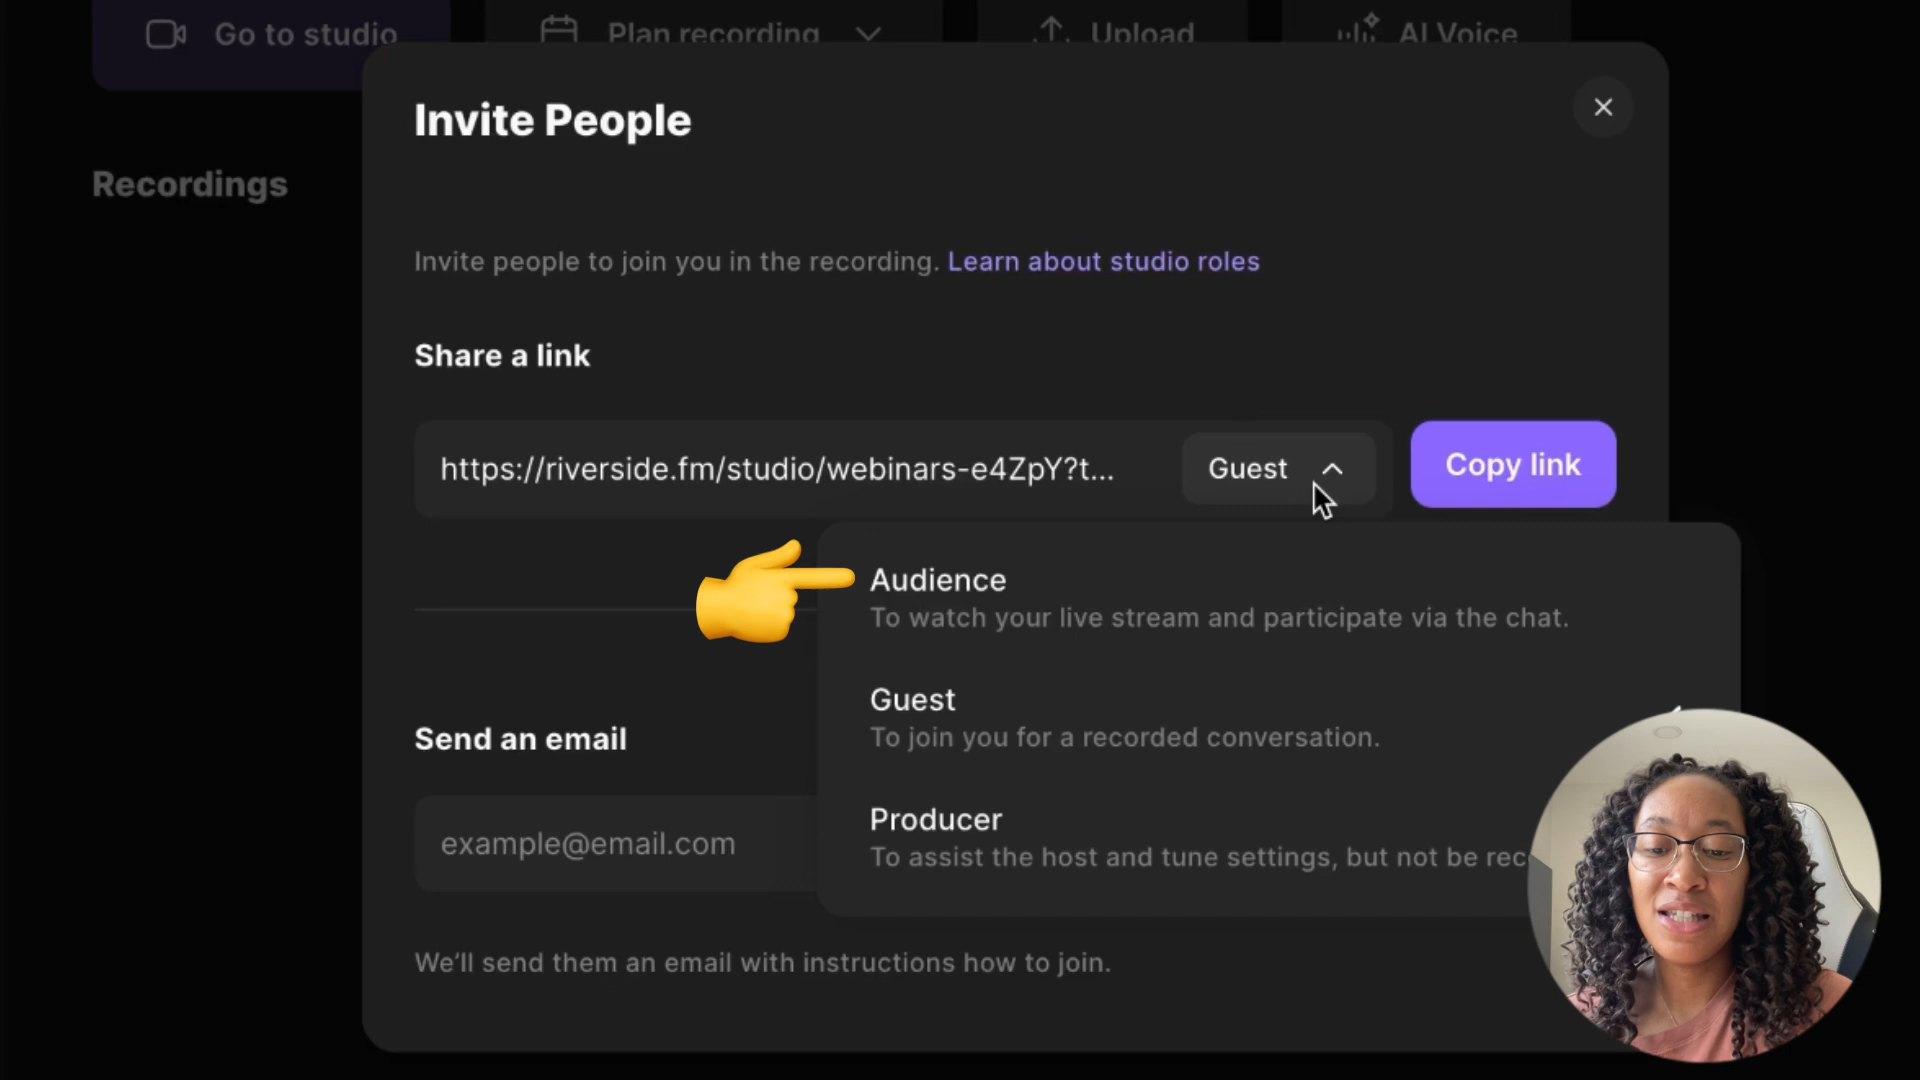 Go to studio
Plan recording
Upload
AI Voice
Invite People
Recordings
Invite people to join you in the recording. Learn about studio roles
Share a link
https://riverside.fm/studio/webinars-e4ZpY?t...
Guest
Copy link
Audience
To watch your live stream and participate via the chat.
Guest
To join you for a recorded conversation.
Send an email
Producer
To assist the host and tune settings, but not be rec
example@email.com
We'll send them an email with instructions how to join.